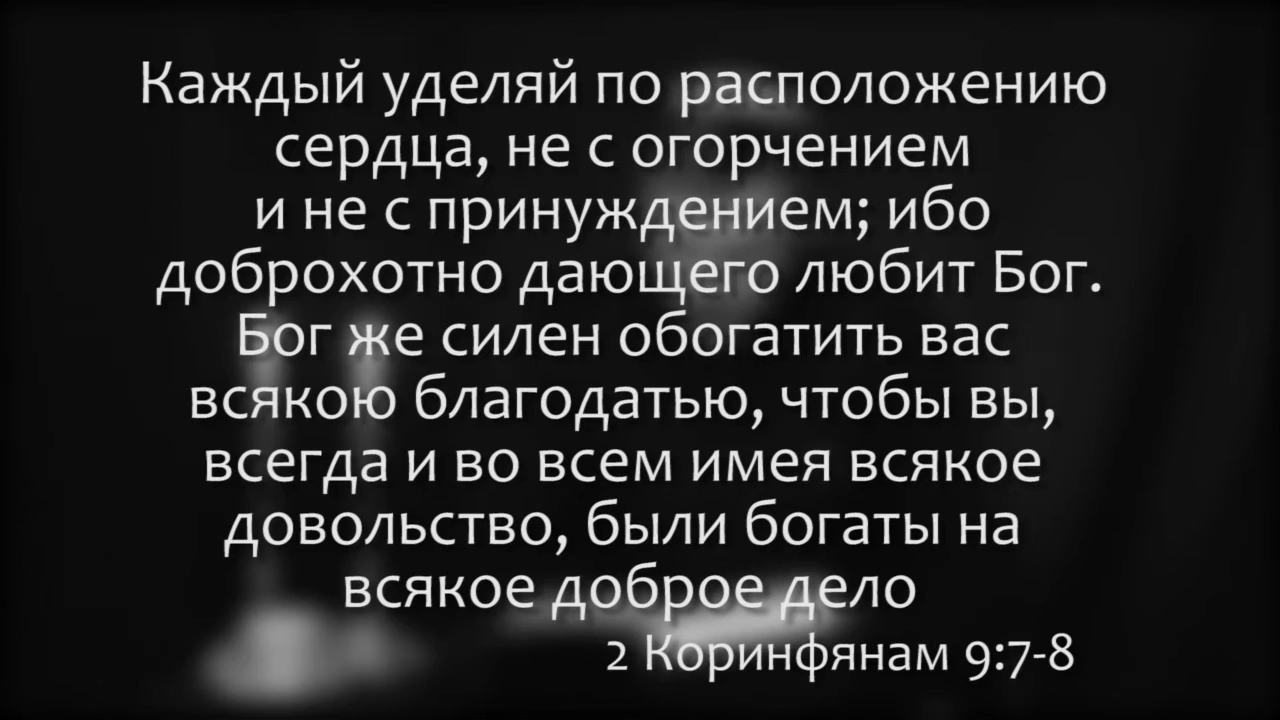 Каждый уделяй по расположению
сердца, не с огорчением
и не с принуждением; ибо
доброхотно дающего любит Бог.
Бог же силен обогатить вас
всякою благодатью, чтобы вы,
всегда и во всем имея всякое
довольство, были богаты на
всякое доброе дело
2 Коринфянам 9:7-8